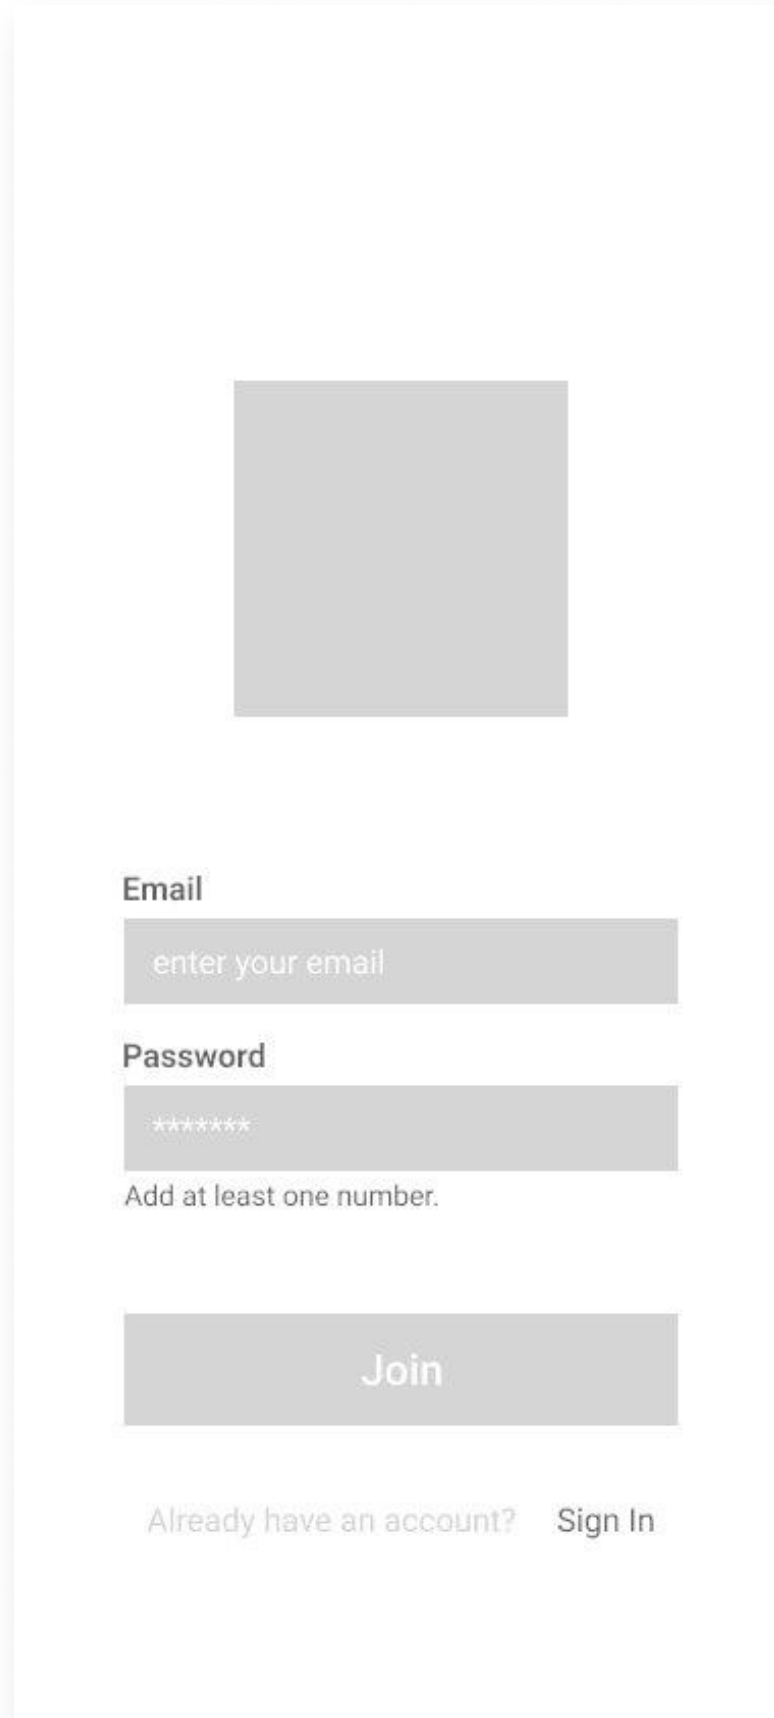 Email
enter your email
Password
*******
Add at least one number.
Join
Already have an account? Sign In